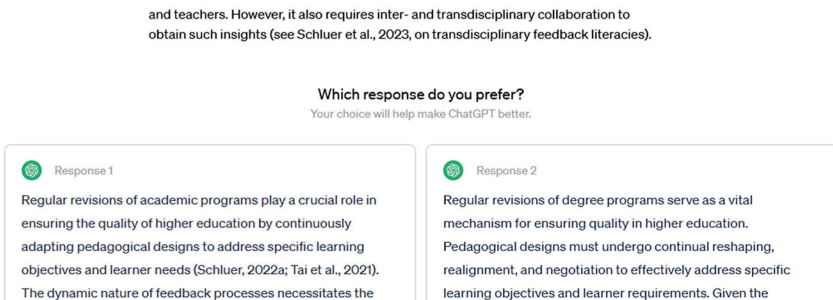 and teachers. However, it also requires inter- and transdisciplinary collaboration to
obtain such insights (see Schluer et al., 2023, on transdisciplinary feedback literacies).
Which response do you prefer?
Your choice will help make ChatGPT better.
Response 1
Regular revisions of academic programs play a crucial role in
ensuring the quality of higher education by continuously
adapting pedagogical designs to address specific learning
objectives and learner needs (Schluer, 2022a; Tai et al., 2021).
The dynamic nature of feedback processes necessitates the
Response 2
Regular revisions of degree programs serve as a vital
mechanism for ensuring quality in higher education.
Pedagogical designs must undergo continual reshaping,
realignment, and negotiation to effectively address specific
learning objectives and learner requirements. Given the